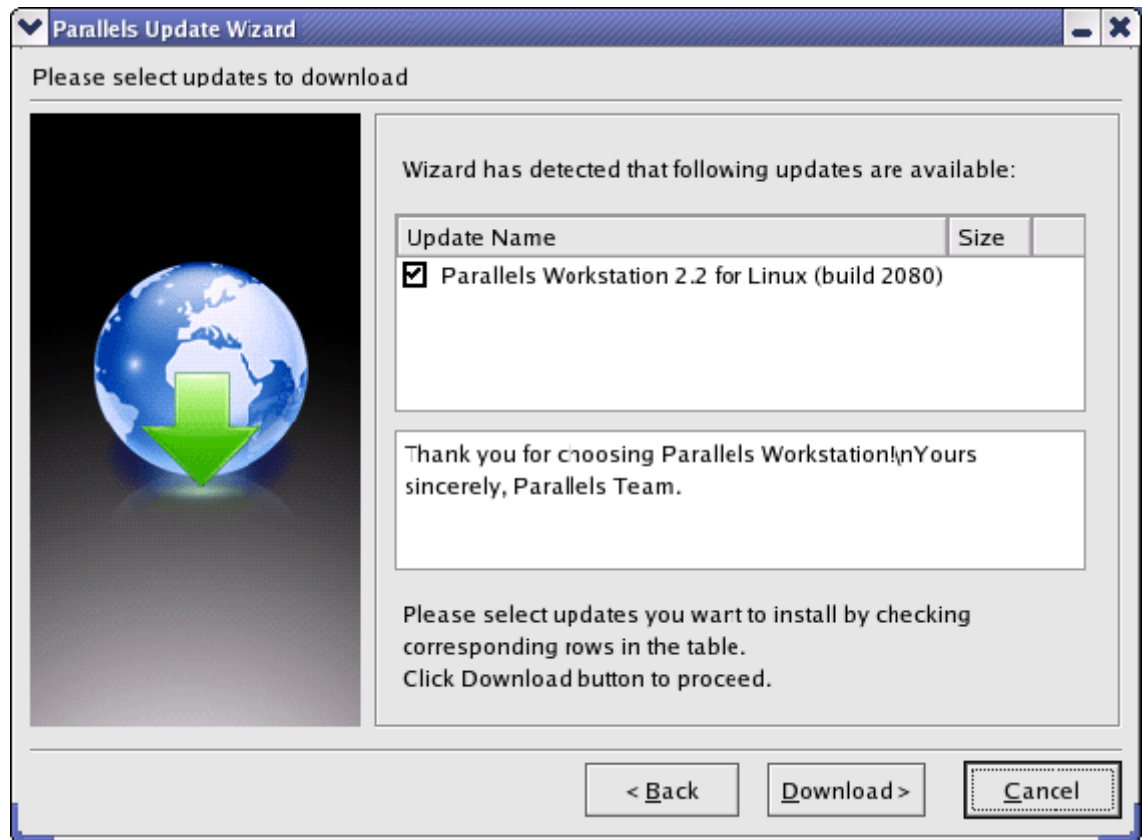 Parallels Update Wizard
Please select updates to download
Wizard has detected that following updates are available:
Update Name Size
Parallels Workstation 2.2 for Linux (build 2080)
Thank you for choosing Parallels Workstation!\nYours
sincerely, Parallels Team.
Please select updates you want to install by checking
corresponding rows in the table.
Click Download button to proceed.
< Back Download > Cancel